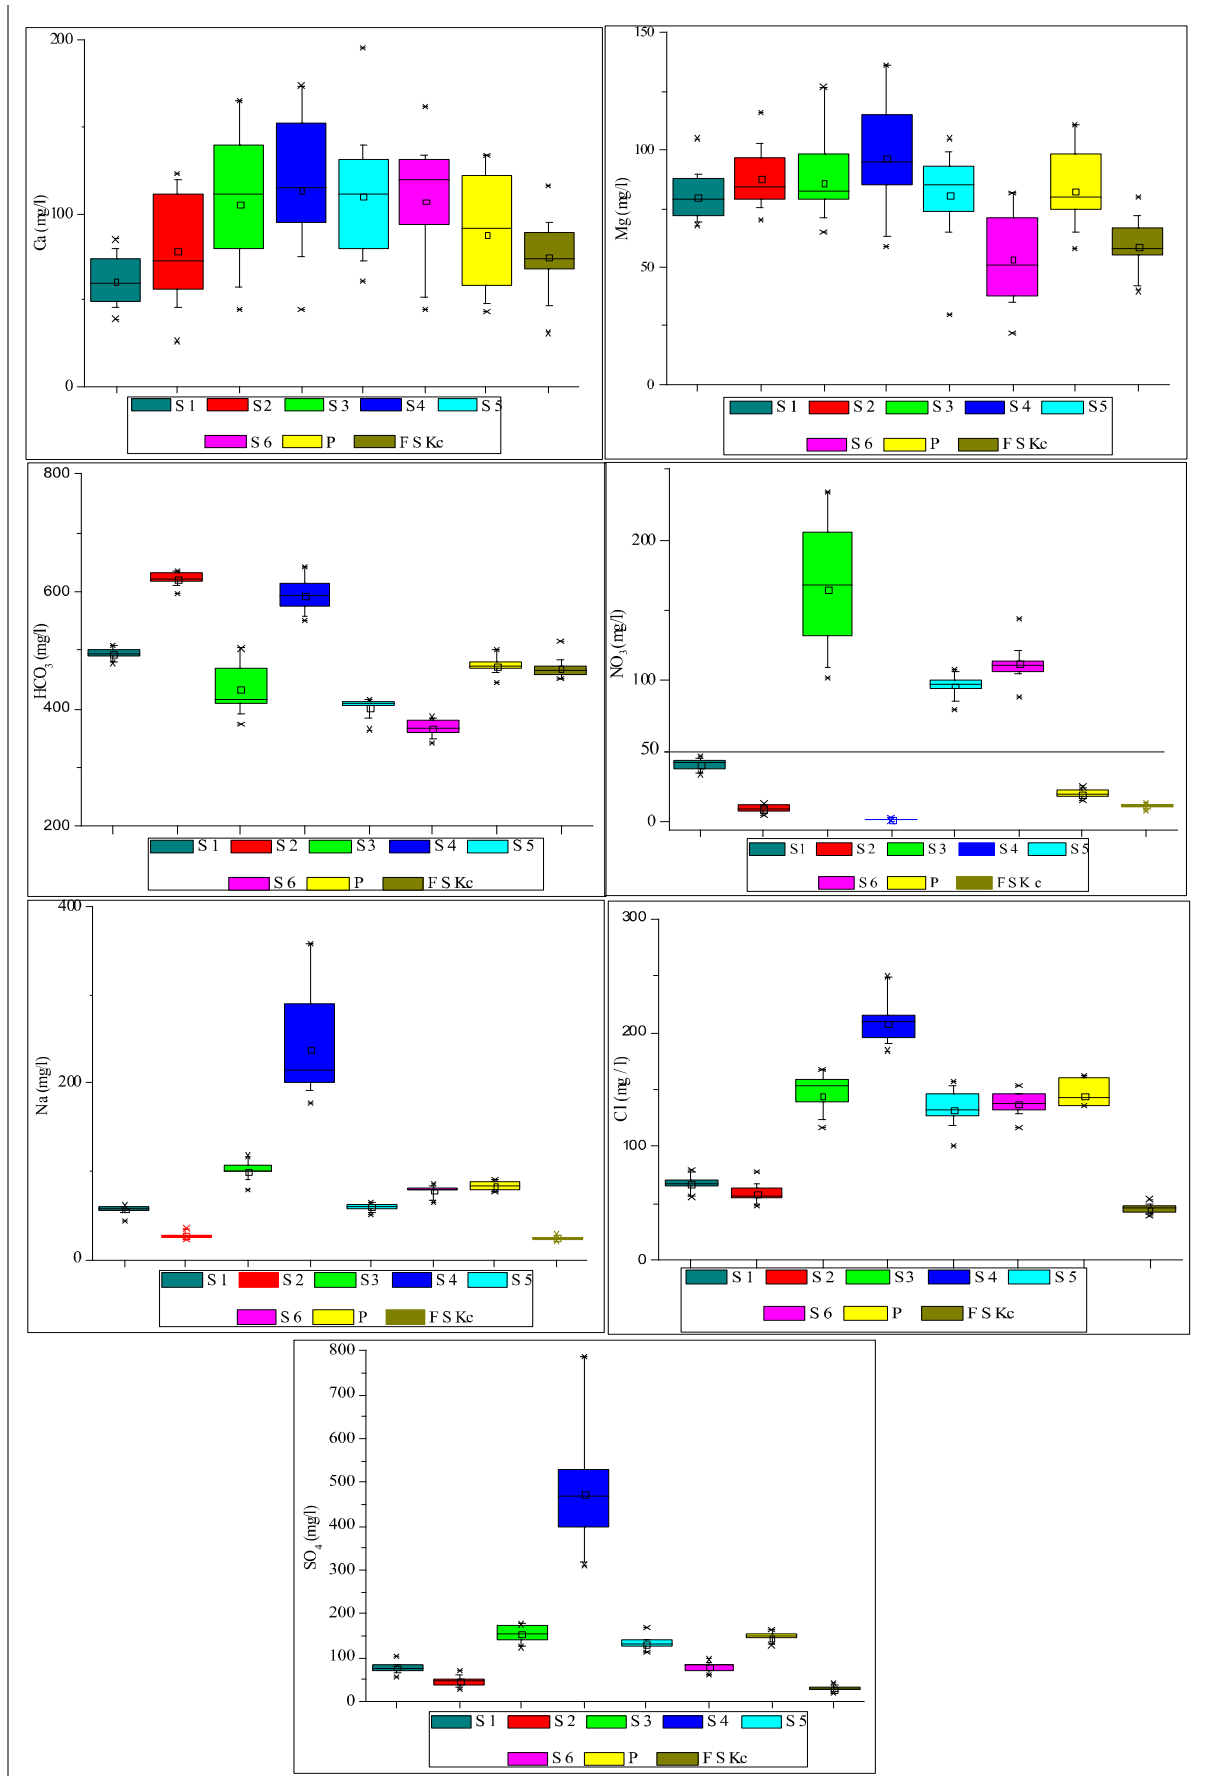 200
Ca (mg/l)
100
0
S 1 S 2 S 3 S 4 S 5
S 6 P F S Kc
150
100
Mg (mg/l)
50
0
S 1 S 2 S 3 S 4 S 5
S 6 P F S Kc
800
600
HCO3 (mg/l)
400
200
S 1 S 2 S 3 S 4 S 5
S 6 P F S Kc
200
NO3 (mg/l)
100
50
0
S1 S 2 S 3 S 4 S 5
S 6 P F S K c
400
Na (mg/l)
200
0
S 1 S 2 S 3 S 4 S 5
S 6 P F S Kc
300
200
Cl (mg / l)
100
0
S 1 S 2 S 3 S 4 S 5
S 6 P F S Kc
800
700
600
500
SO4 (mg/l)
400
300
200
100
0
S 1 S 2 S 3 S 4 S 5
S 6 P F S Kc